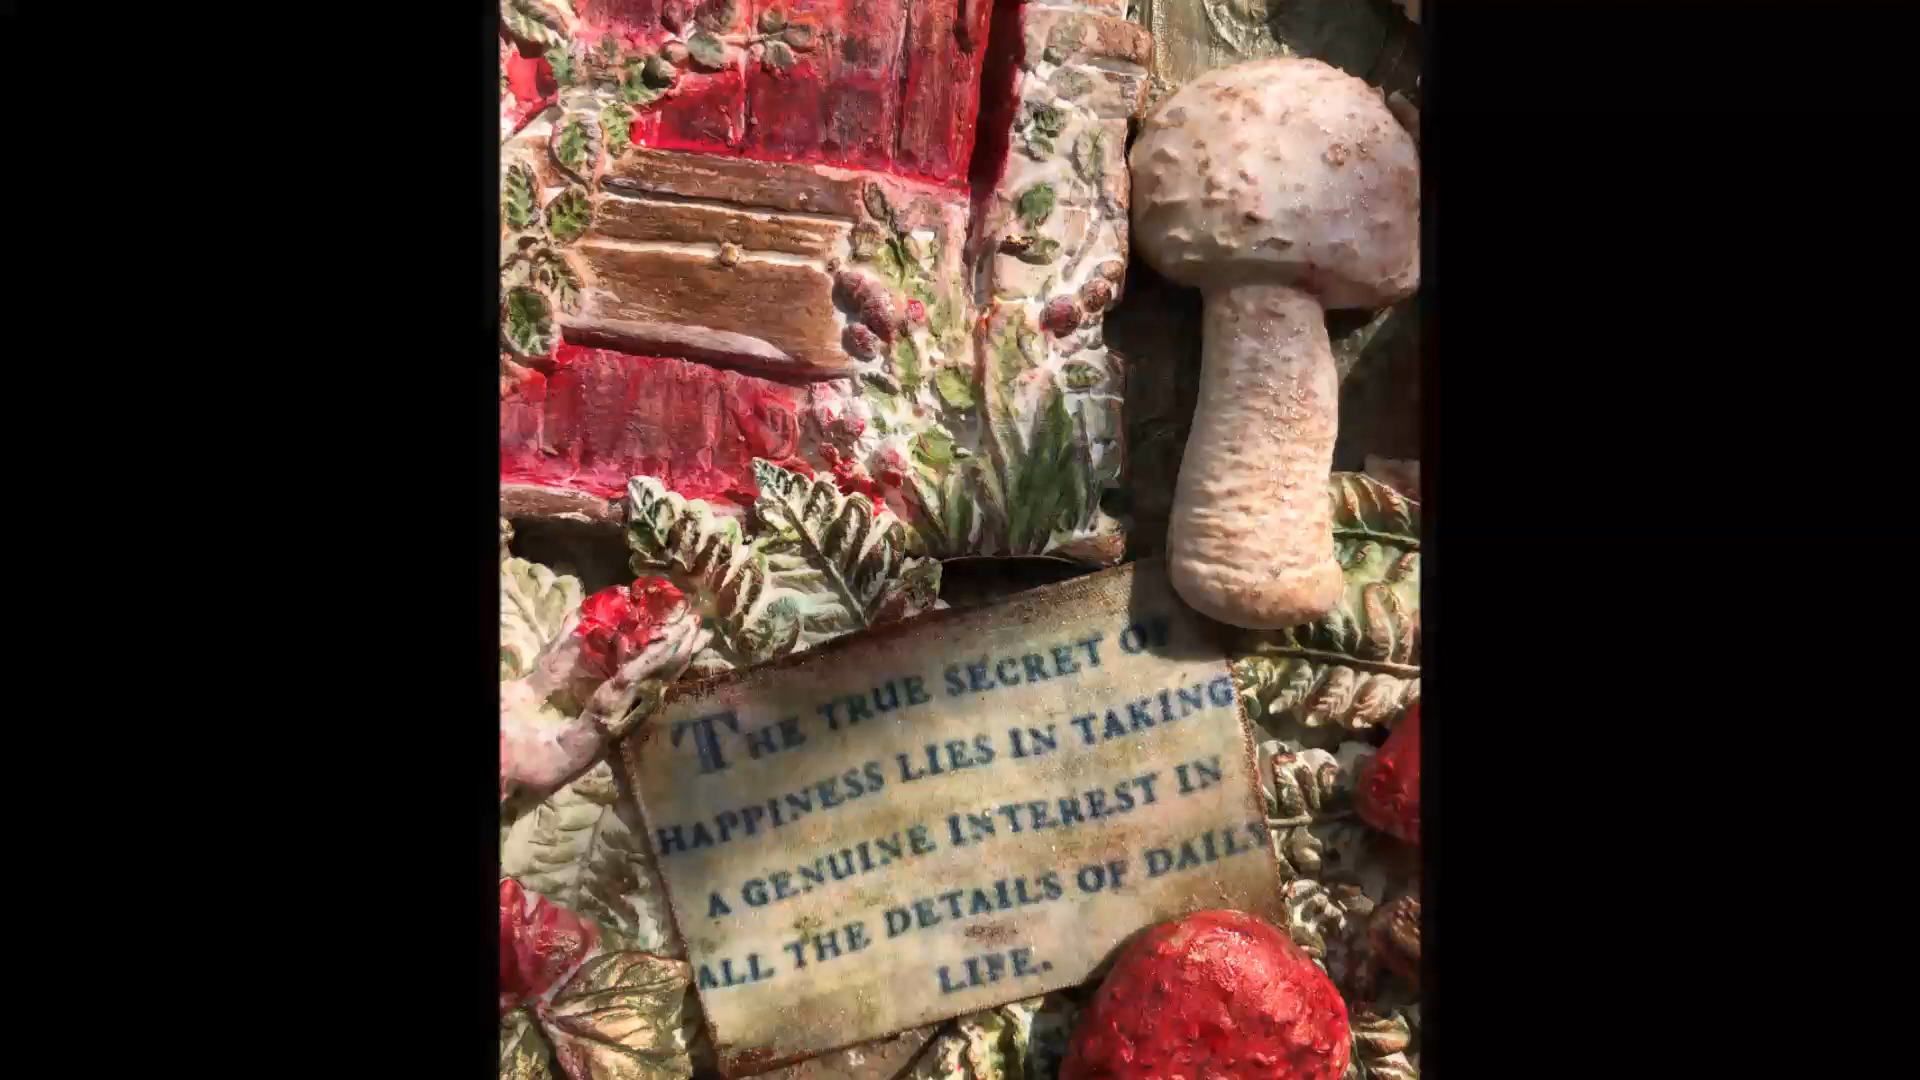 THE TRUE SECRET OF
HAPPINESS LIES IN TAKING
A GENUINE INTEREST IN
ALL THE DETAILS OF DAILY
LIFE.